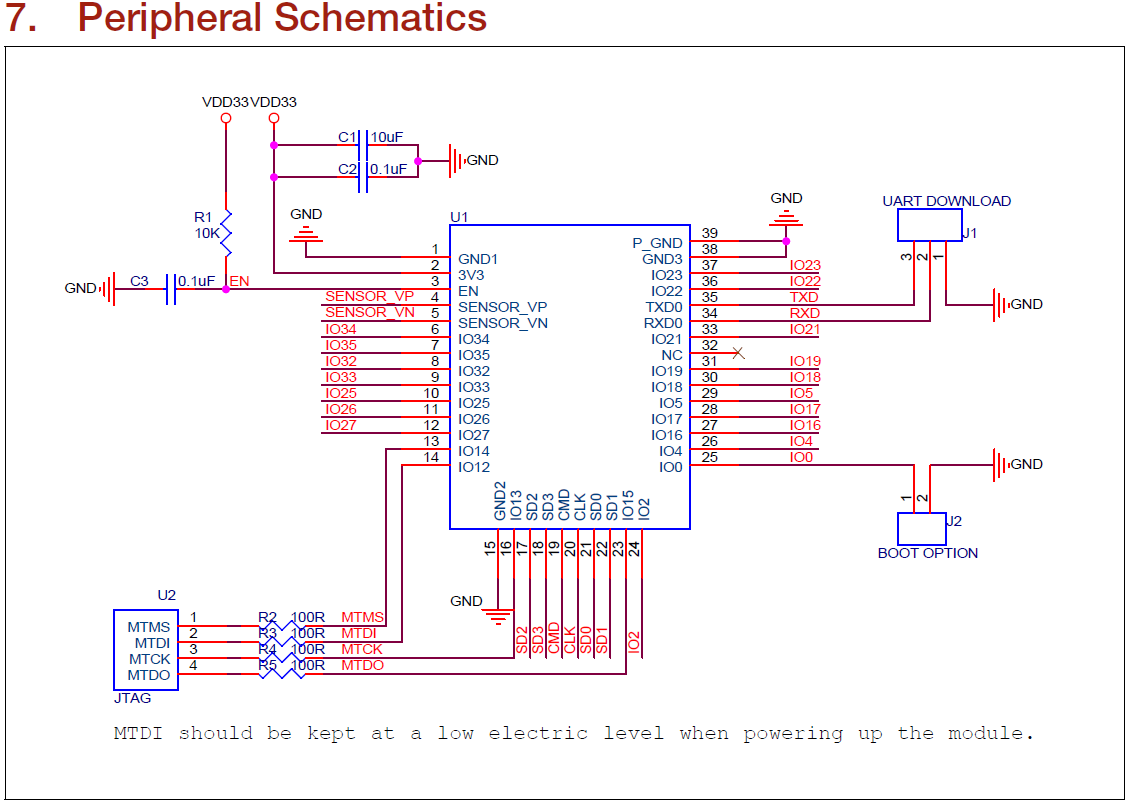 7. Peripheral Schematics
VDD33 VDD33
C1 10uF
GND
C2 0.1uF
R1
10K
GND
U1
GND
UART DOWNLOAD
J1
3 2 1
C3 0.1uF EN
GND
1 GND1
2 3V3
3 EN
SENSOR_VP 4 SENSOR_VP
SENSOR_VN 5 SENSOR_VN
IO34 6 IO34
IO35 7 IO35
IO32 8 IO32
IO33 9 IO33
IO25 10 IO25
IO26 11 IO26
IO27 12 IO27
13 IO14
14 IO12
P_GND 39
GND3 38
IO23 37 IO23
IO22 36 IO22
TXD0 35 TXD
RXD0 34 RXD
IO21 33 IO21
NC 32
IO19 31 IO19
IO18 30 IO18
IO5 29 IO5
IO17 28 IO17
IO16 27 IO16
IO4 26 IO4
IO0 25 IO0
GND
GND
1 2
J2
BOOT OPTION
GND2 IO13 SD2 SD3 CMD CLK SD0 SD1 IO15 IO2
15 16 17 18 19 20 21 22 23 24
GND
SD2 SD3 CMD CLK SD0 SD1 IO2
U2
MTMS 1 R2 100R MTMS
MTDI 2 R3 100R MTDI
MTCK 3 R4 100R MTCK
MTDO 4 R5 100R MTDO
JTAG
MTDI should be kept at a low electric level when powering up the module.